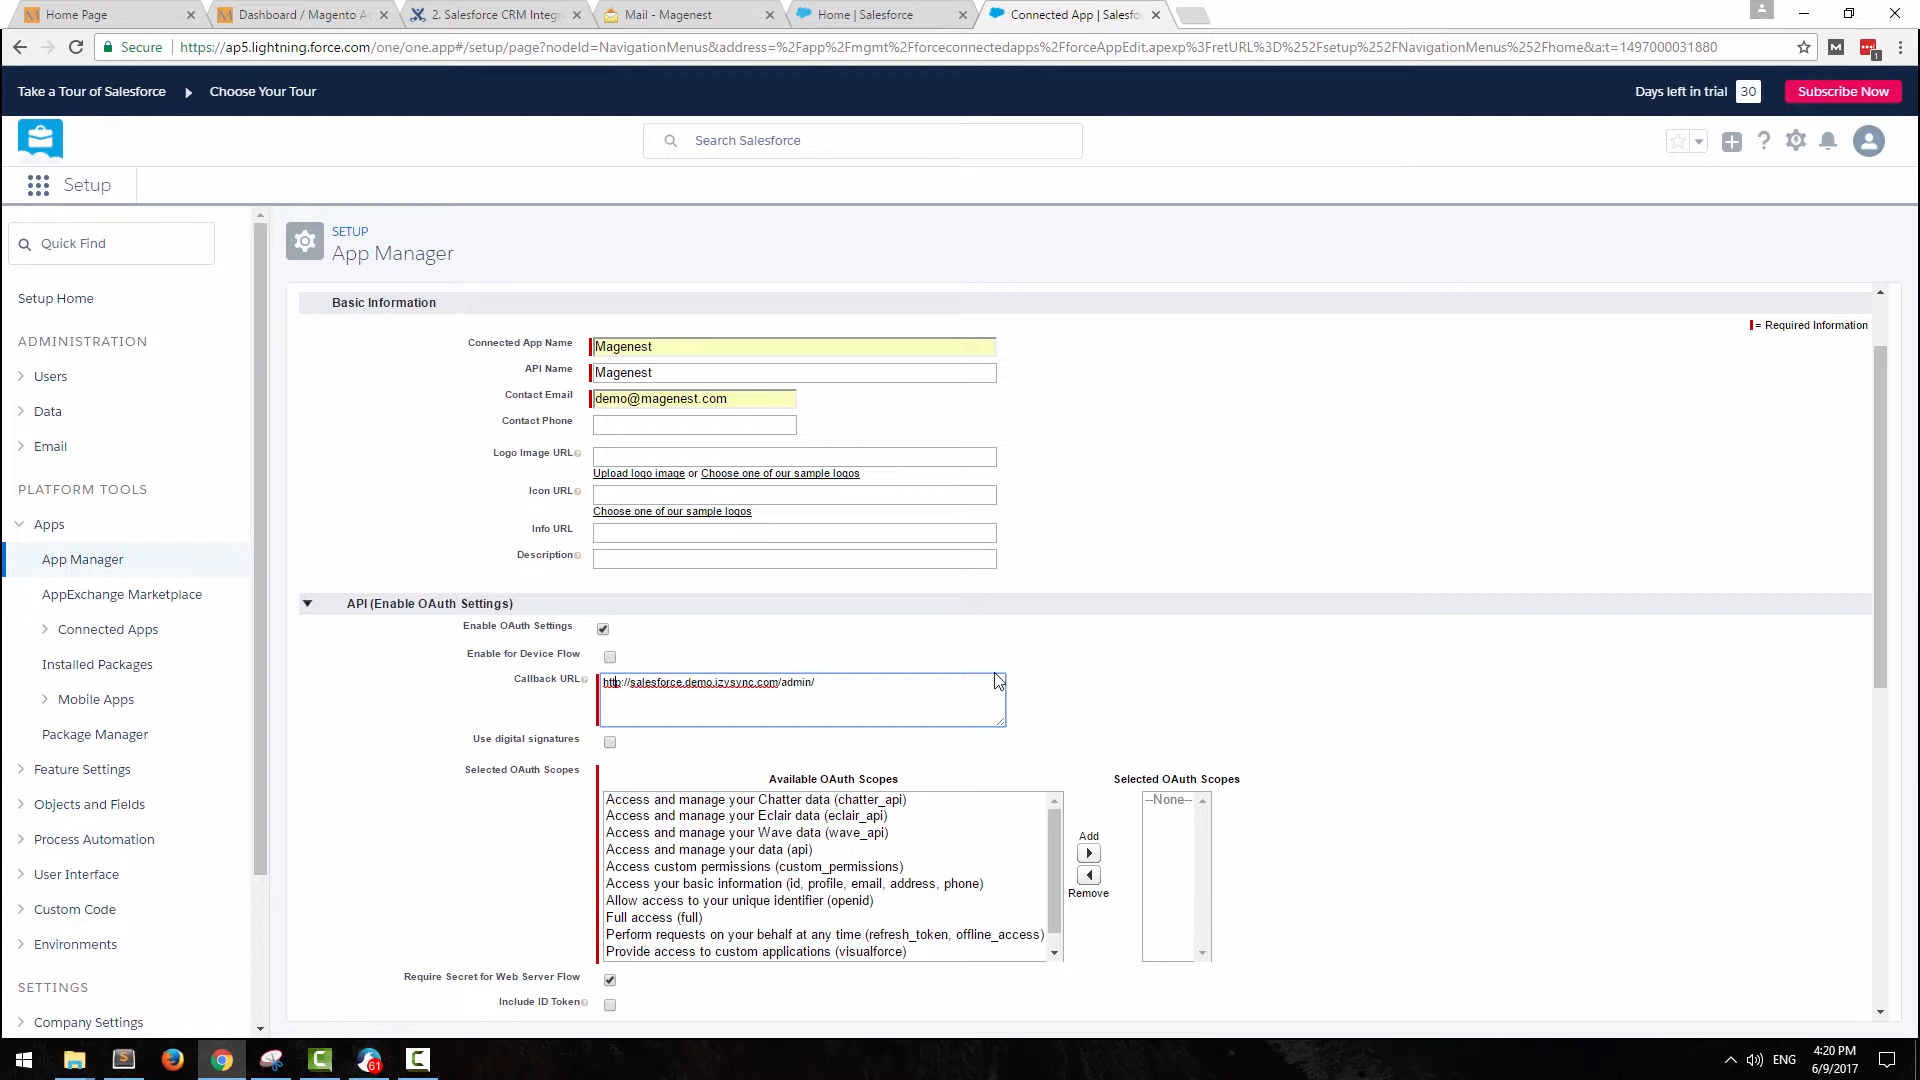 Home Page
Dashboard / Magento A
2. Salesforce CRM Integr
Mail - Magenest
Home | Salesforce
Connected App | Salesfo
Secure
https://ap5.lightning.force.com/one/one.app#/setup/page?nodeId=NavigationMenus&address=%2Fapp%2Fmgmt%2Fforceconnectedapps%2FforceAppEdit.apexp%3FretURL%3D%252Fsetup%252FNavigationMenus%252Fhome&a:t=1497000031880
Take a Tour of Salesforce
Choose Your Tour
Days left in trial 30
Subscribe Now
Search Salesforce
Setup
Quick Find
Setup Home
ADMINISTRATION
Users
Data
Email
PLATFORM TOOLS
Apps
App Manager
AppExchange Marketplace
Connected Apps
Installed Packages
Mobile Apps
Package Manager
Feature Settings
Objects and Fields
Process Automation
User Interface
Custom Code
Environments
SETTINGS
Company Settings
SETUP
App Manager
Basic Information
= Required Information
Connected App Name Magenest
API Name Magenest
Contact Email demo@magenest.com
Contact Phone
Logo Image URL
Upload logo image or Choose one of our sample logos
Icon URL
Choose one of our sample logos
Info URL
Description
API (Enable OAuth Settings)
Enable OAuth Settings
Enable for Device Flow
Callback URL http://salesforce.demo.izysync.com/admin/
Use digital signatures
Selected OAuth Scopes
Available OAuth Scopes
Access and manage your Chatter data (chatter_api)
Access and manage your Eclair data (eclair_api)
Access and manage your Wave data (wave_api)
Access and manage your data (api)
Access custom permissions (custom_permissions)
Access your basic information (id, profile, email, address, phone)
Allow access to your unique identifier (openid)
Full access (full)
Perform requests on your behalf at any time (refresh_token, offline_access)
Provide access to custom applications (visualforce)
Add
Remove
Selected OAuth Scopes
--None--
Require Secret for Web Server Flow
Include ID Token
61
ENG
4:20 PM
6/9/2017